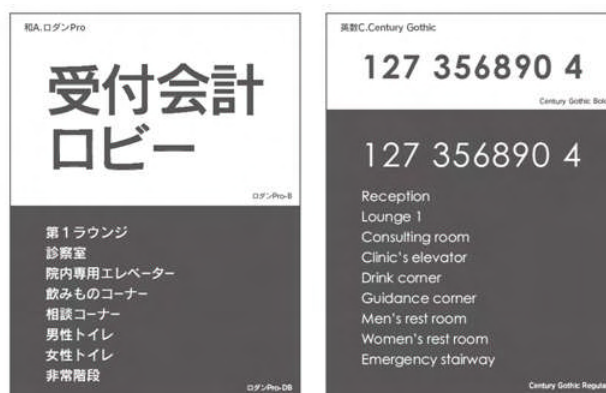 和A.ロダンPro
受付会計
ロビー
ロダンPro-B
第1ラウンジ
診察室
院内専用エレベーター
飲みものコーナー
相談コーナー
男性トイレ
女性トイレ
非常階段
ロダンPro-DB
英数C.Century Gothic
127 356890 4
Century Gothic Bold
127 356890 4
Reception
Lounge 1
Consulting room
Clinic's elevator
Drink corner
Guidance corner
Men's rest room
Women's rest room
Emergency stairway
Century Gothic Regular